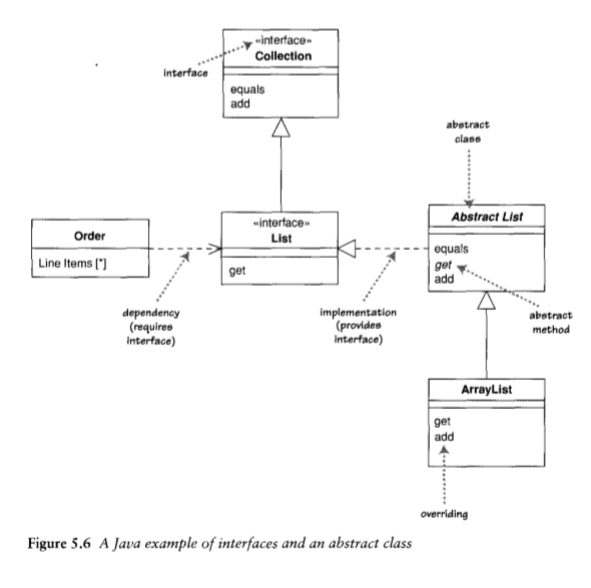 «interface»
Collection
interface
equals
add
abstract
class
«interface»
List
get
Abstract List
equals
get
add
Order
Line Items [*]
dependency
(requires
interface)
implementation
(provides
interface)
abstract
method
ArrayList
get
add
overriding
Figure 5.6 A Java example of interfaces and an abstract class